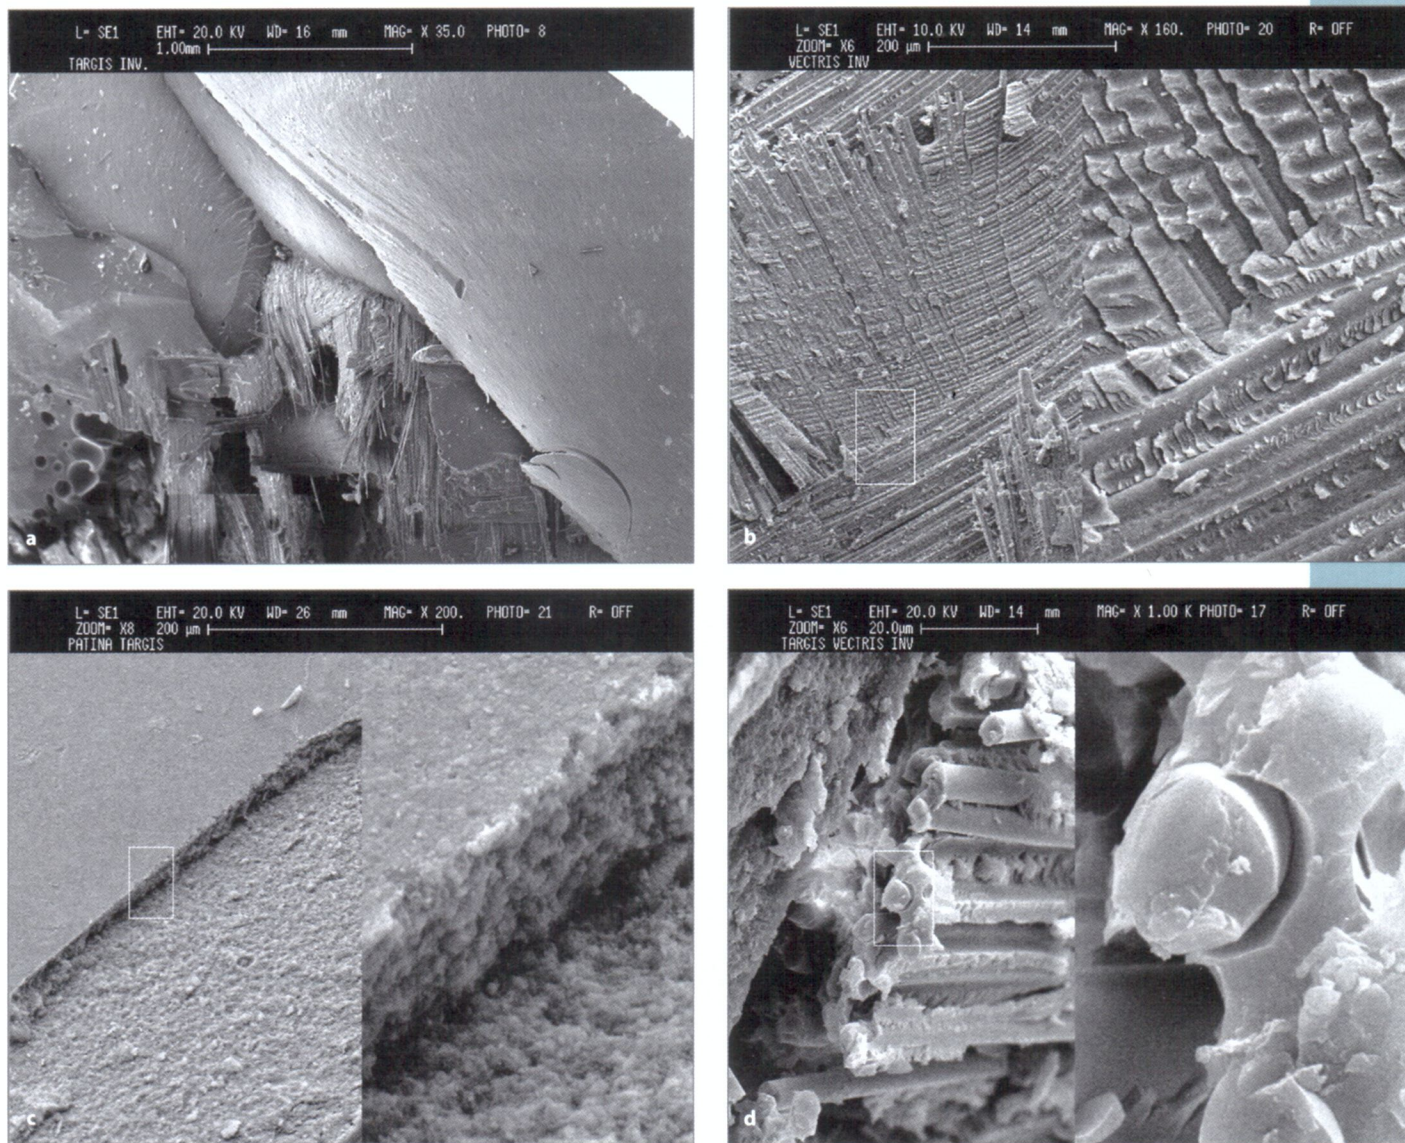 L= SE1 EHT= 20.0 KV WD= 16 mm MAG= X 35.0 PHOTO= 8
1.00mm
TARGIS INV.
a
L= SE1 EHT= 10.0 KV WD= 14 mm MAG= X 160. PHOTO= 20 R= OFF
ZOOM= X6 200 µm
VECTRIS INV
b
L= SE1 EHT= 20.0 KV WD= 26 mm MAG= X 200. PHOTO= 21 R= OFF
ZOOM= X8 200 µm
PATINA TARGIS
c
L= SE1 EHT= 20.0 KV WD= 14 mm MAG= X 1.00 K PHOTO= 17 R= OFF
ZOOM= X6 20.0µm
TARGIS VECTRIS INV
d